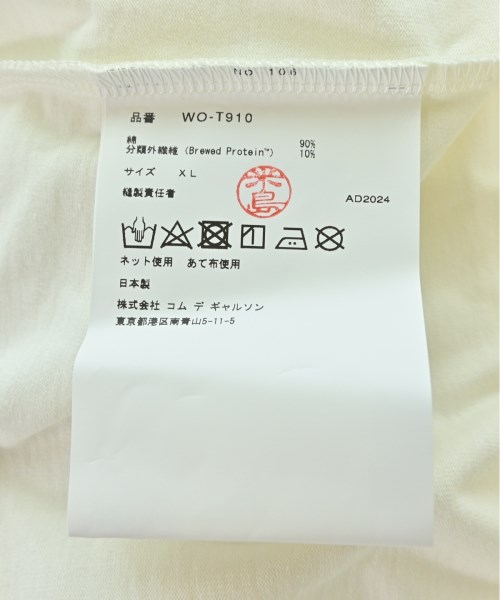 No 108
品番 WO-T910
綿 90%
分類外繊維 (Brewed Protein™) 10%
サイズ XL
縫製責任者
AD2024
ネット使用 あて布使用
日本製
株式会社 コム デ ギャルソン
東京都港区南青山5-11-5